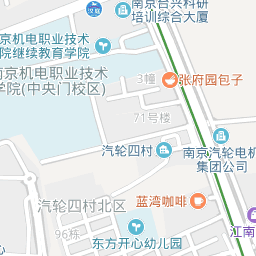 南京台兴科研
培训综合大厦
汉庭
京机电职业技术
院继续教育学院
南京机电职业技术
学院(中央门校区)
3幢
张府园包子
71号楼
汽轮四村
南京汽轮电机
集团公司
蓝湾咖啡
汽轮四村北区
江南
96栋
东方开心幼儿园